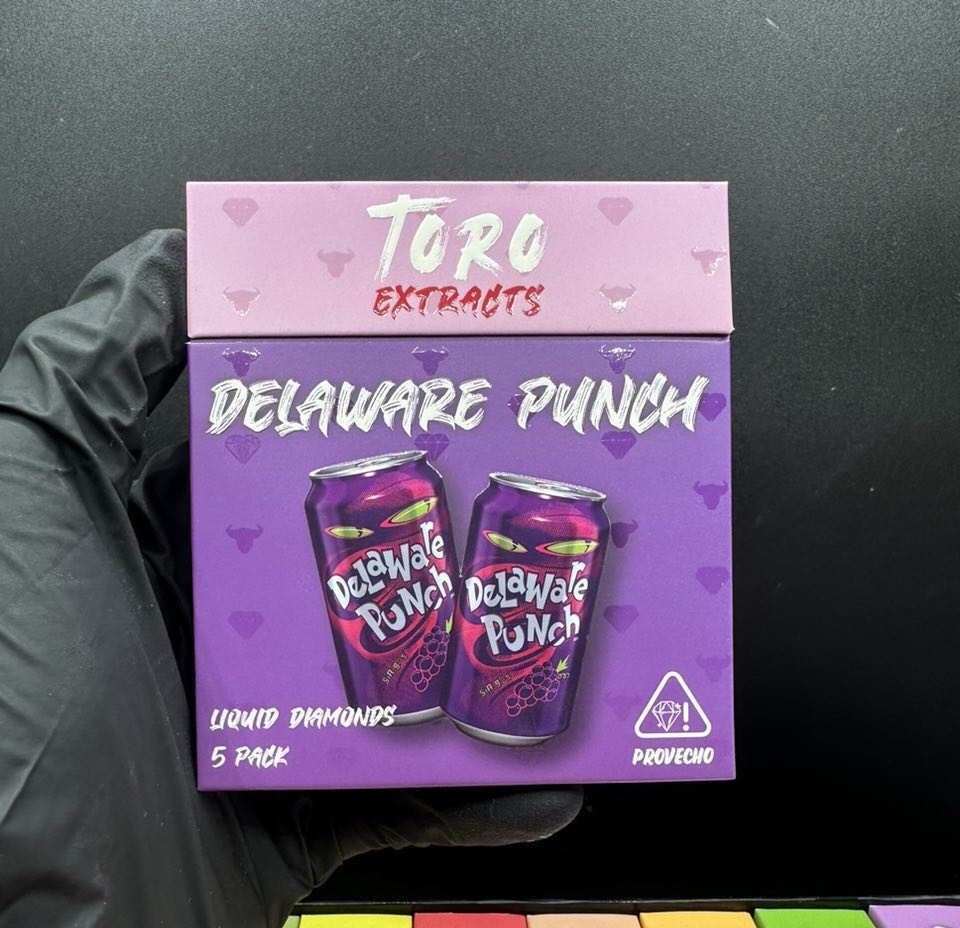 TORO
EXTRACTS
DELAWARE PUNCH
Delaware
Punch
Delaware
Punch
LIQUID DIAMONDS
5 PACK
PROVECHO